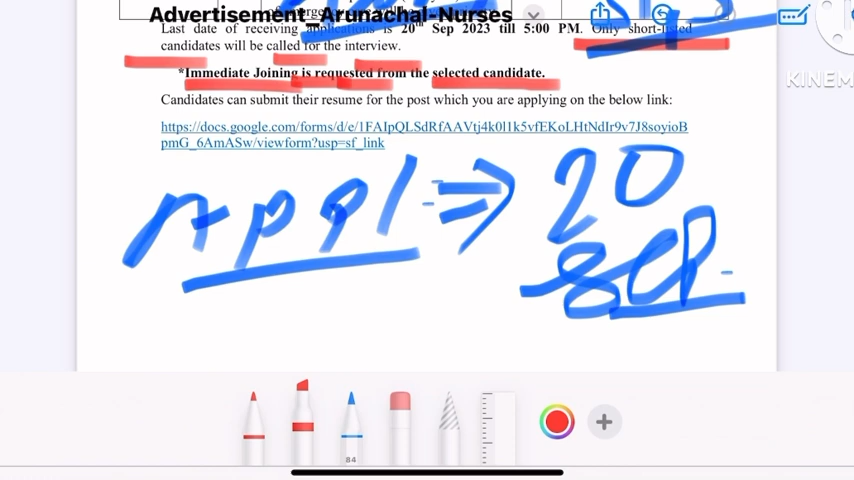 Advertisement_Arunachal-Nurses
Last date of receiving applications is 20th Sep 2023 till 5:00 PM. Only short-listed
candidates will be called for the interview.
*Immediate Joining is requested from the selected candidate.
KINEM
Candidates can submit their resume for the post which you are applying on the below link:
https://docs.google.com/forms/d/e/1FAIpQLSdRfAAVtj4k0l1k5vfEKoLHtNdIr9v7J8soyioB
pmG_6AmASw/viewform?usp=sf_link
Appl ⇒ 20
Sep
84